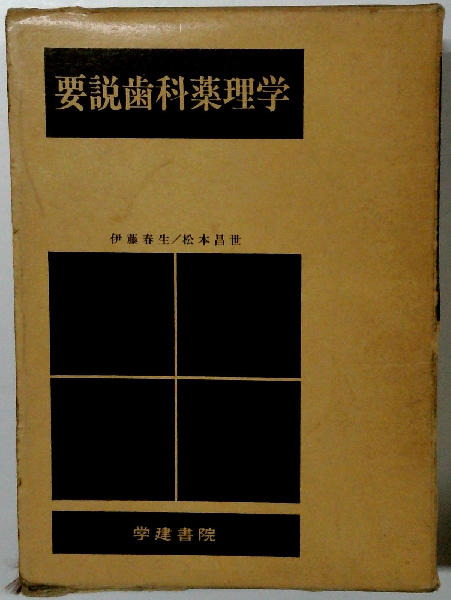 要説歯科薬理学
伊藤春生/松本昌世
学建書院